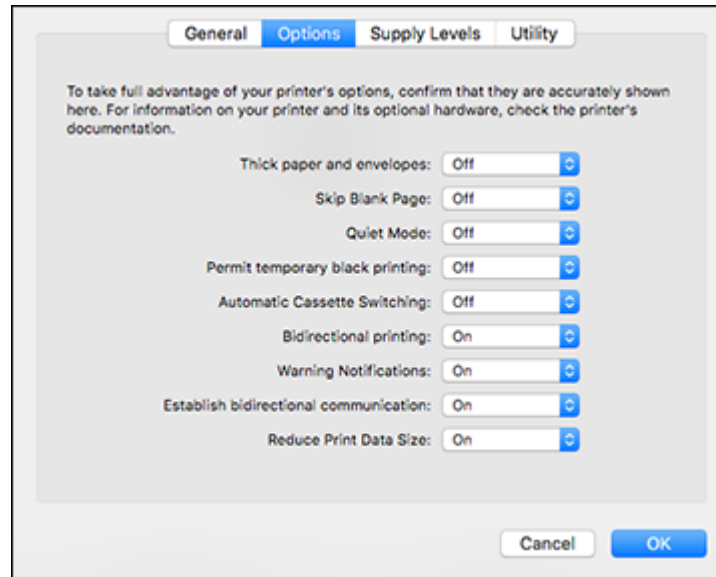 General Options Supply Levels Utility
To take full advantage of your printer's options, confirm that they are accurately shown
here. For information on your printer and its optional hardware, check the printer's
documentation.
Thick paper and envelopes: Off
Skip Blank Page: Off
Quiet Mode: Off
Permit temporary black printing: Off
Automatic Cassette Switching: Off
Bidirectional printing: On
Warning Notifications: On
Establish bidirectional communication: On
Reduce Print Data Size: On
Cancel OK